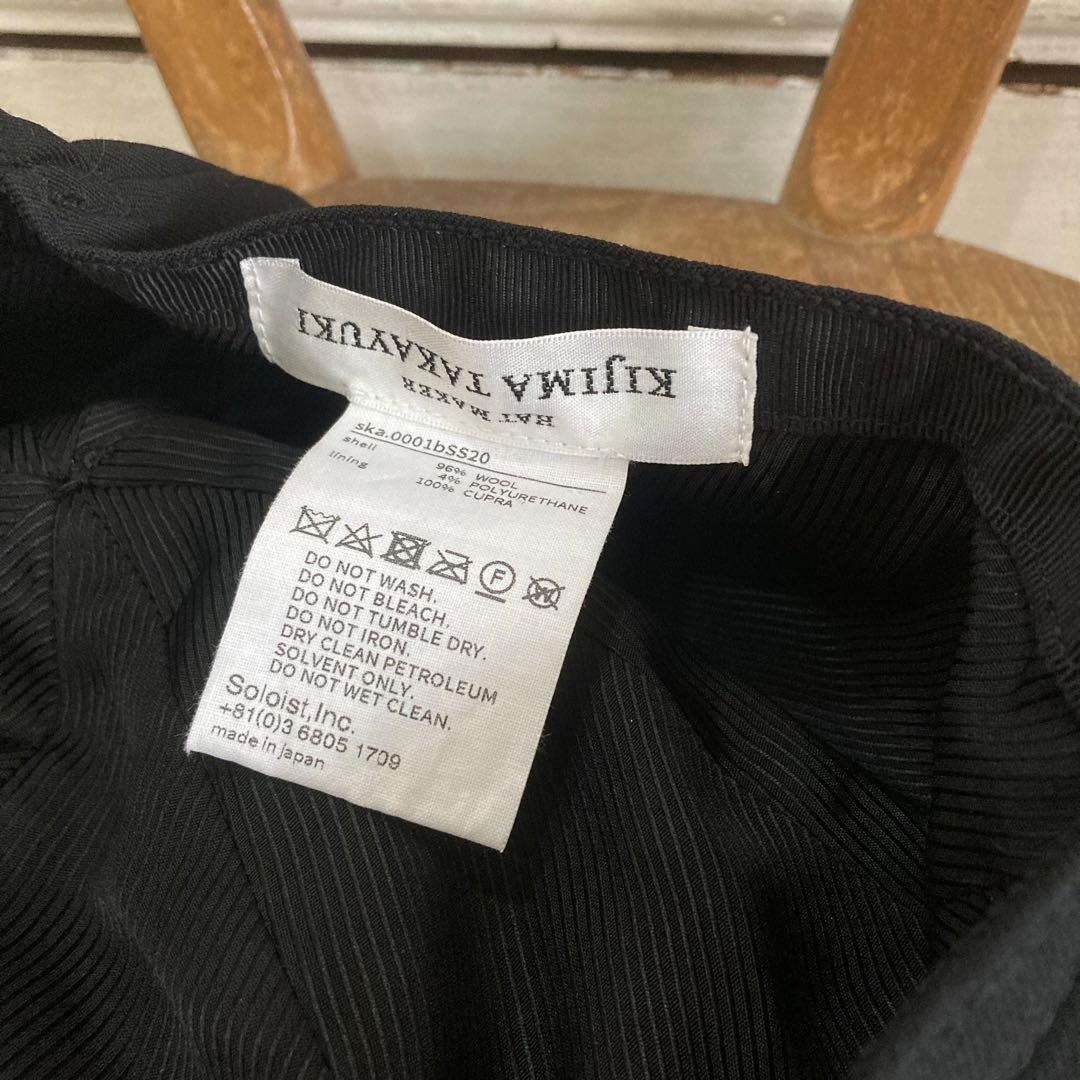 HAT MAKER
KIJIMA TAKAYUKI
ska.0001bSS20
shell 96% WOOL
4% POLYURETHANE
lining 100% CUPRA
F
W
DO NOT WASH.
DO NOT BLEACH.
DO NOT TUMBLE DRY.
DO NOT IRON.
DRY CLEAN PETROLEUM
SOLVENT ONLY.
DO NOT WET CLEAN.
Soloist,Inc.
+81(0)3 6805 1709
made in japan